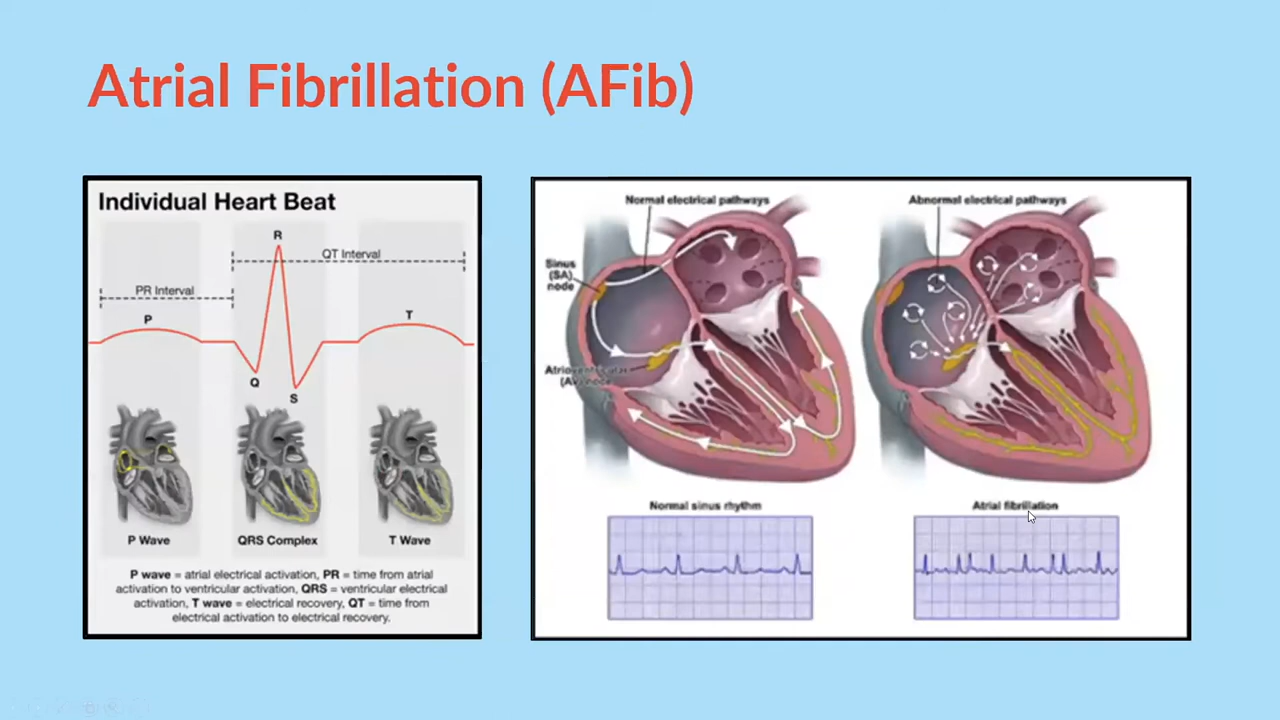 Atrial Fibrillation (AFib)
Individual Heart Beat
R
QT Interval
PR Interval
P
T
Q
S
P Wave
QRS Complex
T Wave
P wave = atrial electrical activation, PR = time from atrial
activation to ventricular activation, QRS = ventricular electrical
activation, T wave = electrical recovery, QT = time from
electrical activation to electrical recovery.
Normal electrical pathways
Sinus
(SA)
node
Atrioventricular
(AV) node
Normal sinus rhythm
Abnormal electrical pathways
Atrial fibrillation